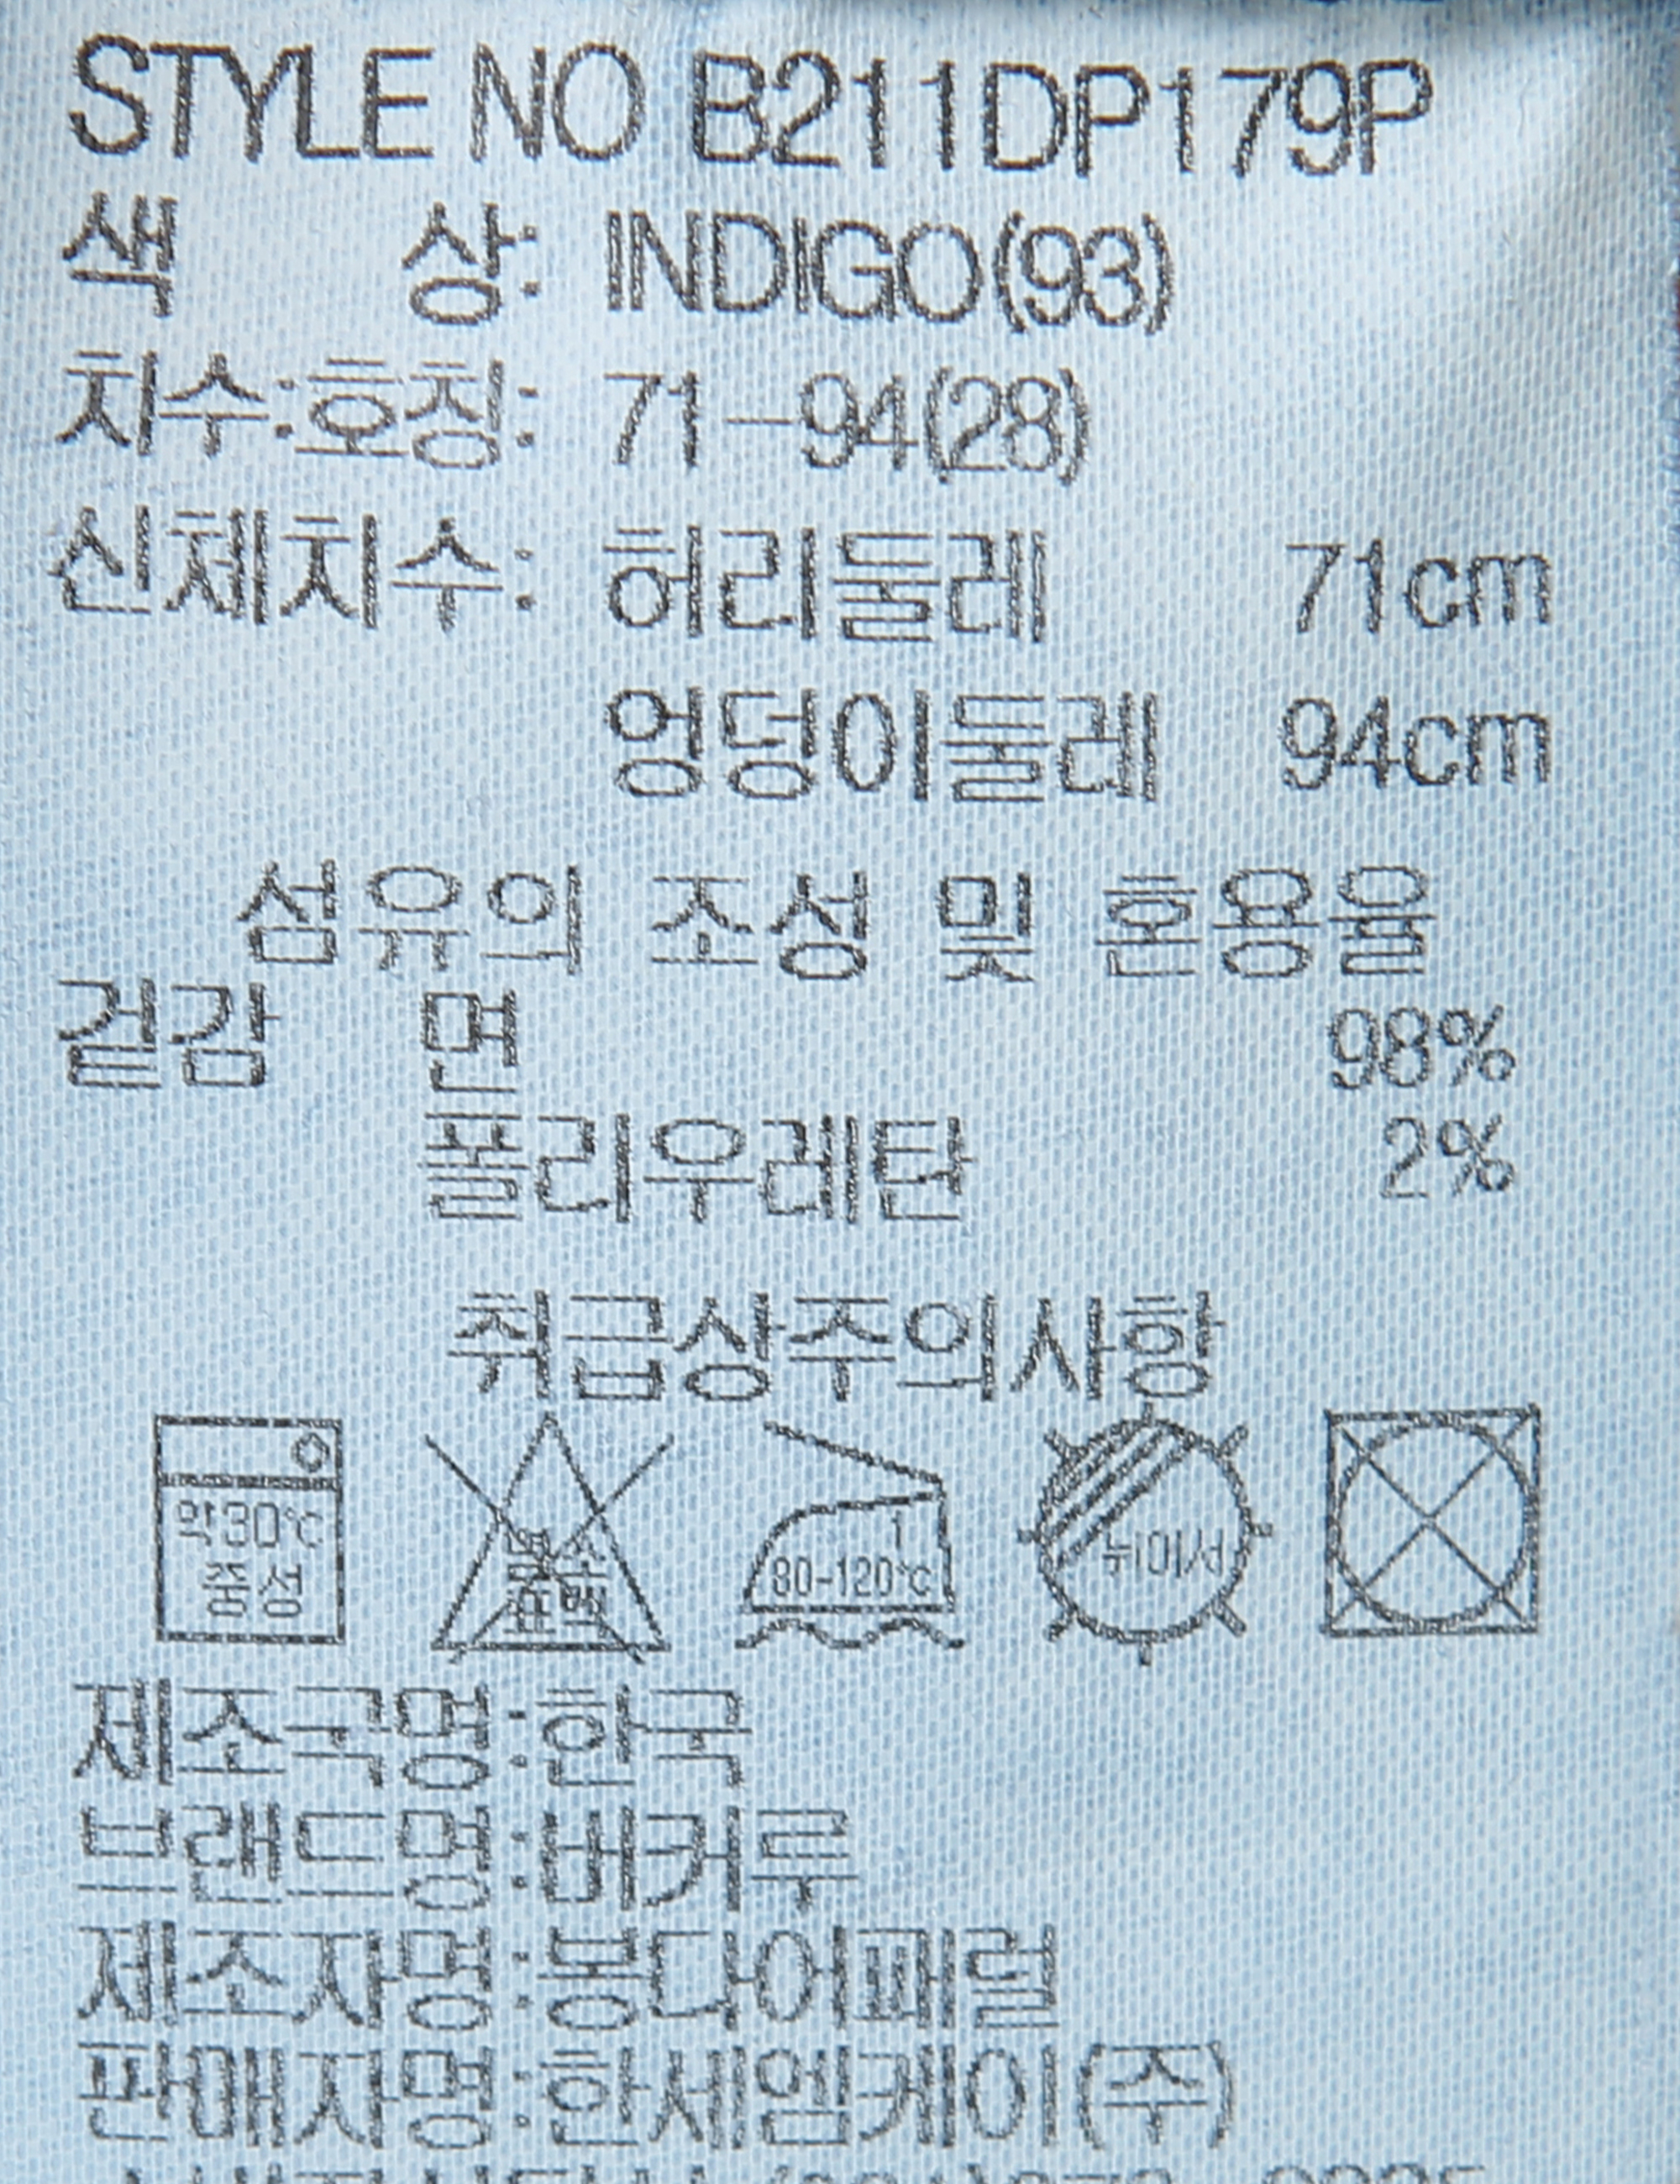 STYLE NO B211DP179P
색 상: INDIGO(93)
치수:호칭: 71-94(28)
신체치수: 허리둘레 71cm
엉덩이둘레 94cm
섬유의 조성 및 혼용율
겉감 면 98%
폴리우레탄 2%
취급상주의사항
약30℃
중성
염소
표백
1
80-120℃
뉘어서
제조국명:한국
브랜드명:버커루
제조자명:봉다어패럴
판매자명:한세엠케이(주)